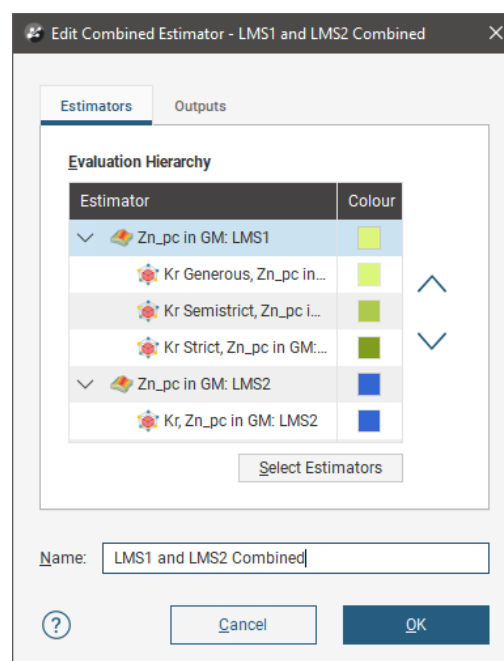 Edit Combined Estimator - LMS1 and LMS2 Combined
Estimators Outputs
Evaluation Hierarchy
Estimator Colour
Zn_pc in GM: LMS1
Kr Generous, Zn_pc in...
Kr Semistrict, Zn_pc i...
Kr Strict, Zn_pc in GM:...
Zn_pc in GM: LMS2
Kr, Zn_pc in GM: LMS2
Select Estimators
Name: LMS1 and LMS2 Combined
? Cancel OK